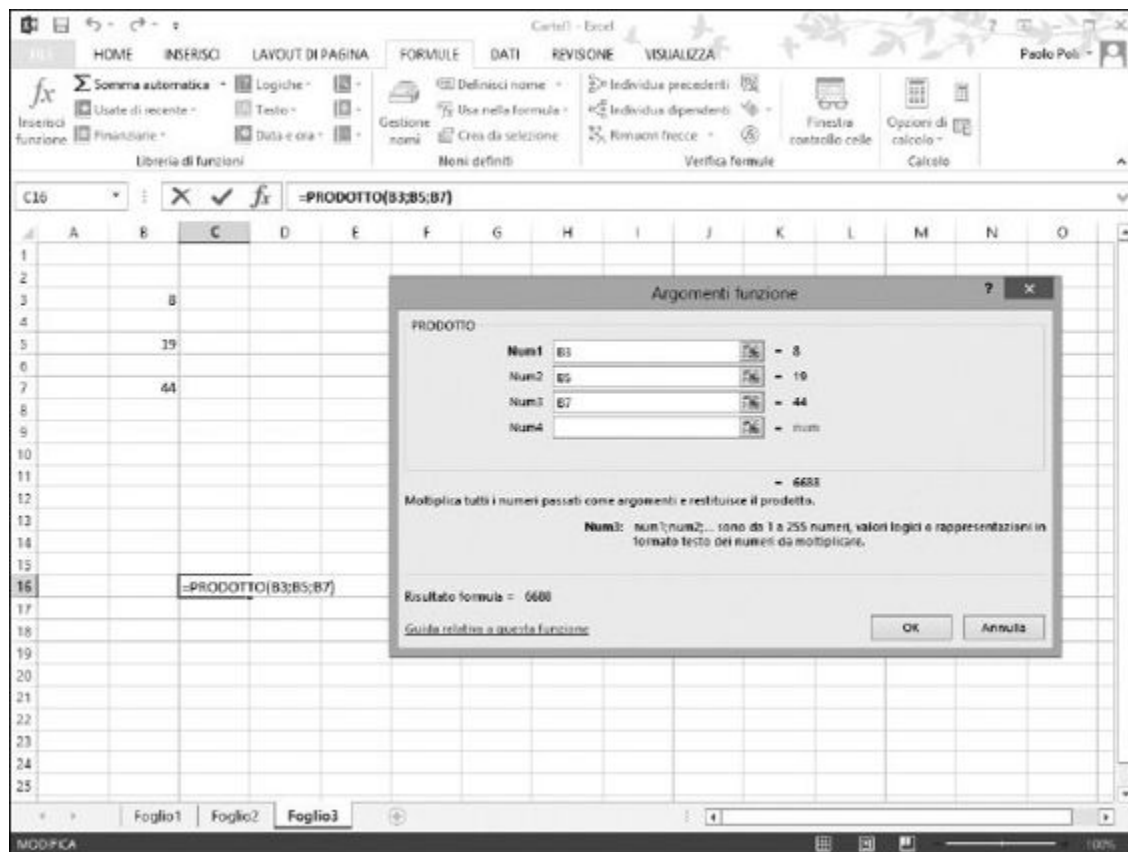 Cartel1 - Excel
FILE HOME INSERISCI LAVOUT DI PAGINA FORMULE DATI REVISIONE VISUALIZZA Paolo Poli
Somma automatica Logiche Definisci nome Individua precedenti
Usate di recente Testo Usa nella formula Individua dipendenti
Finanziarie Data e ora Crea da selezione Rimuovi frecce
Inserisci funzione
Gestione nomi
Finestra controllo celle
Opzioni di calcolo
Libreria di funzioni Nomi definiti Verifica formule Calcolo
C16 fx =PRODOTTO(B3;B5;B7)
A B C D E F G H I J K L M N O
1
2
3 8
4
5 19
6
7 44
8
9
10
11
12
13
14
15
16 =PRODOTTO(B3;B5;B7)
17
18
19
20
21
22
23
24
25
Argomenti funzione ? ×
PRODOTTO
Num1 B3 = 8
Num2 B5 = 19
Num3 B7 = 44
Num4 = num
= 6688
Moltiplica tutti i numeri passati come argomenti e restituisce il prodotto.
Num3: num1;num2;... sono da 1 a 255 numeri, valori logici o rappresentazioni in
formato testo dei numeri da moltiplicare.
Risultato formula = 6688
Guida relativa a questa funzione
OK Annulla
Foglio1 Foglio2 Foglio3
MODIFICA 100%